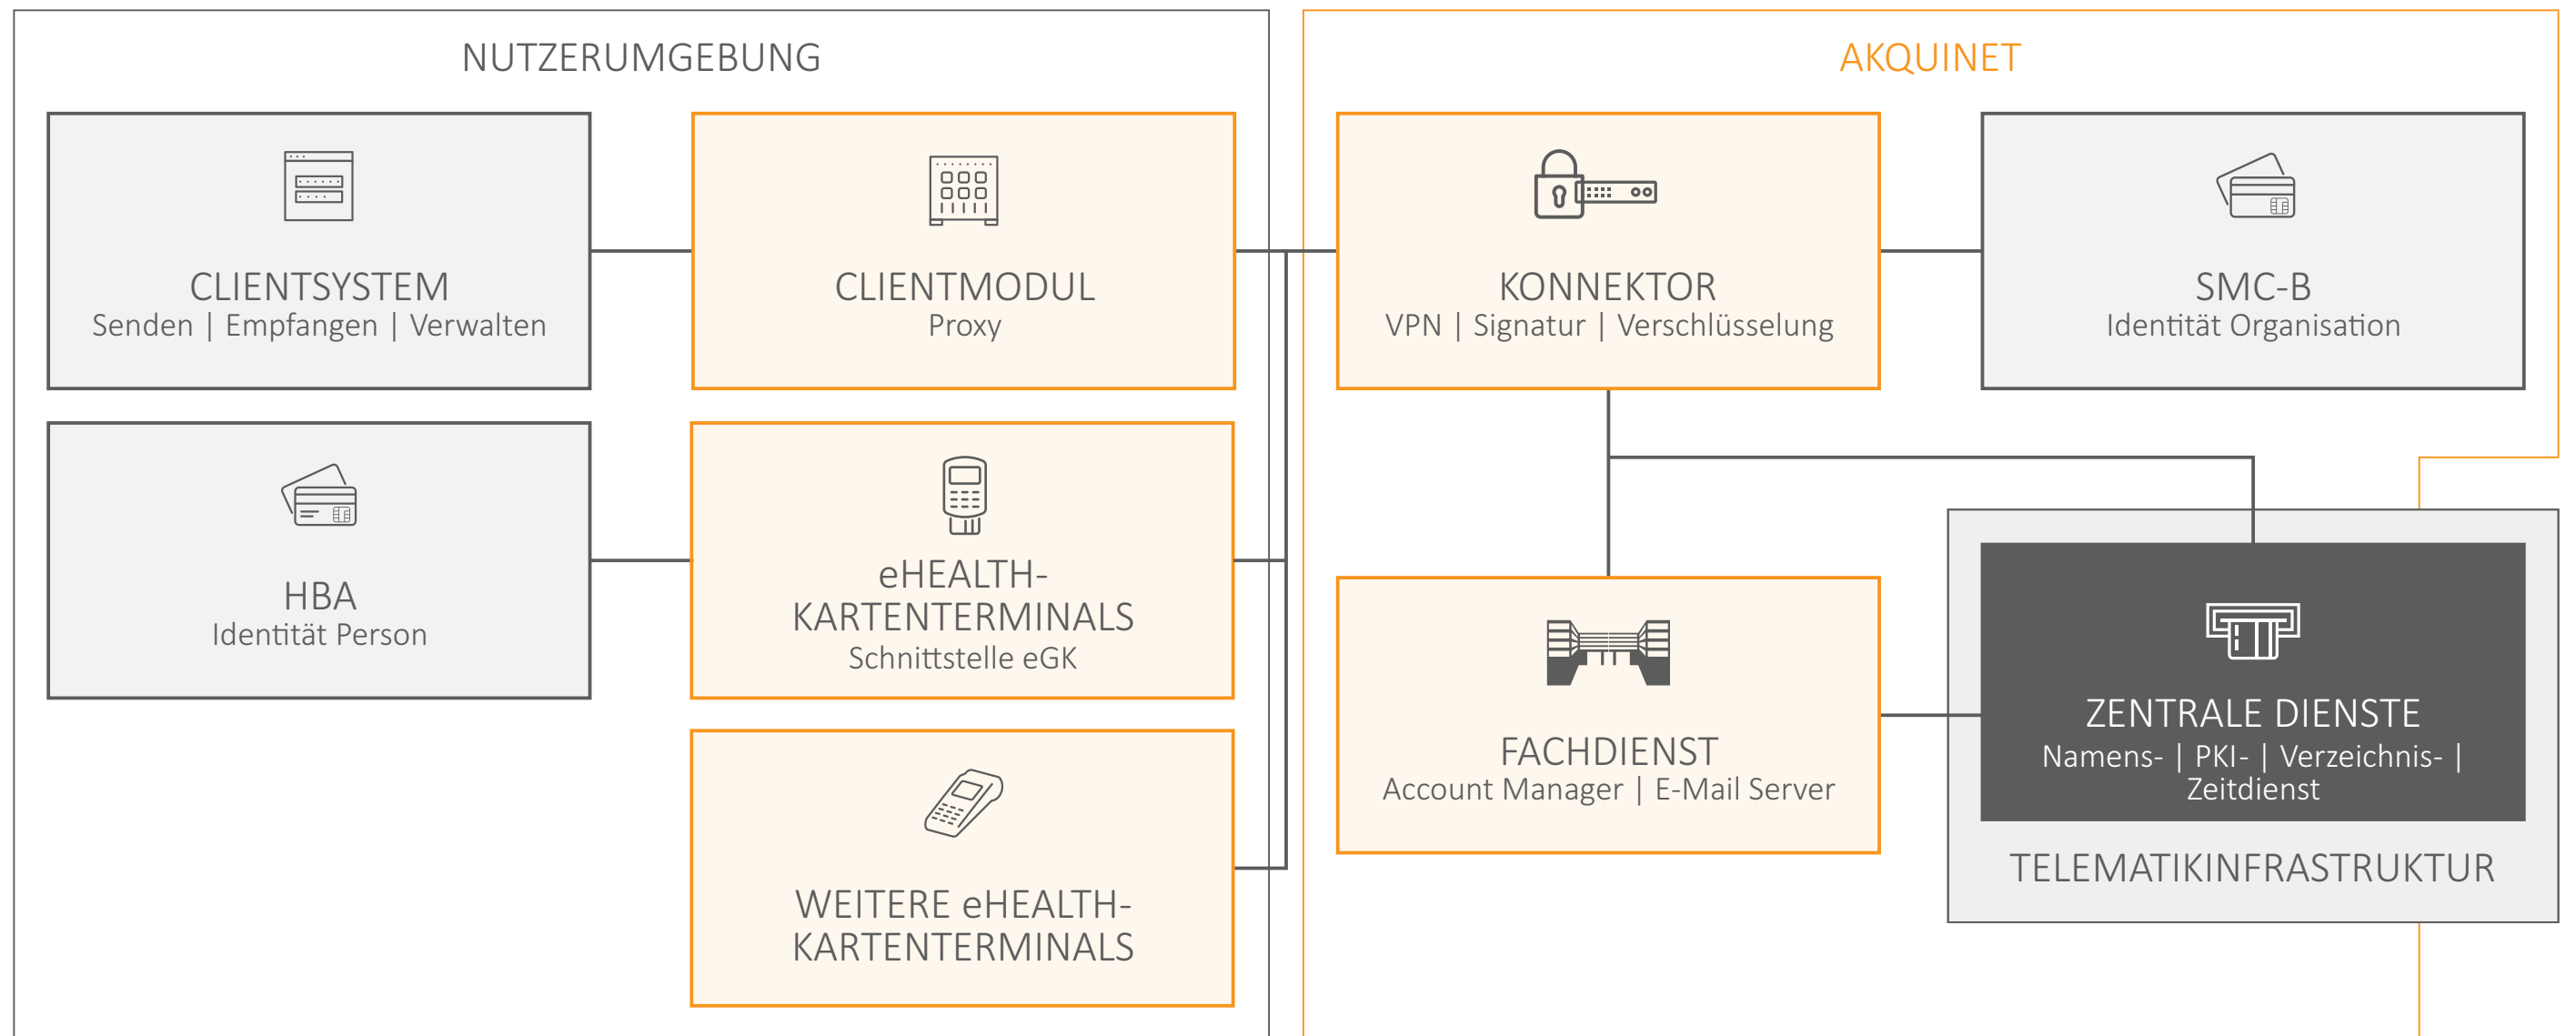 NUTZERUMGEBUNG
CLIENTSYSTEM
Senden | Empfangen | Verwalten
CLIENTMODUL
Proxy
HBA
Identität Person
eHEALTH-
KARTENTERMINALS
Schnittstelle eGK
WEITERE eHEALTH-
KARTENTERMINALS
AKQUINET
KONNEKTOR
VPN | Signatur | Verschlüsselung
SMC-B
Identität Organisation
FACHDIENST
Account Manager | E-Mail Server
ZENTRALE DIENSTE
Namens- | PKI- | Verzeichnis- |
Zeitdienst
TELEMATIKINFRASTRUKTUR